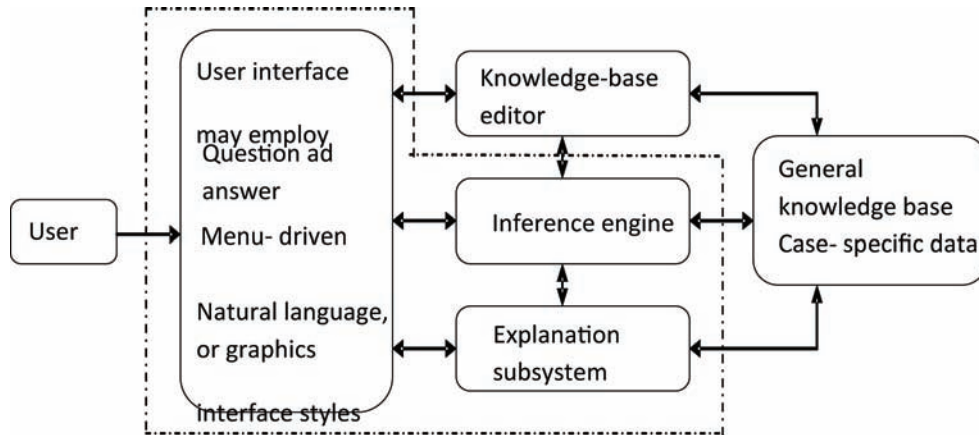 User
User interface
may employ
Question ad
answer
Menu- driven
Natural language,
or graphics
interface styles
Knowledge-base
editor
Inference engine
Explanation
subsystem
General
knowledge base
Case- specific data